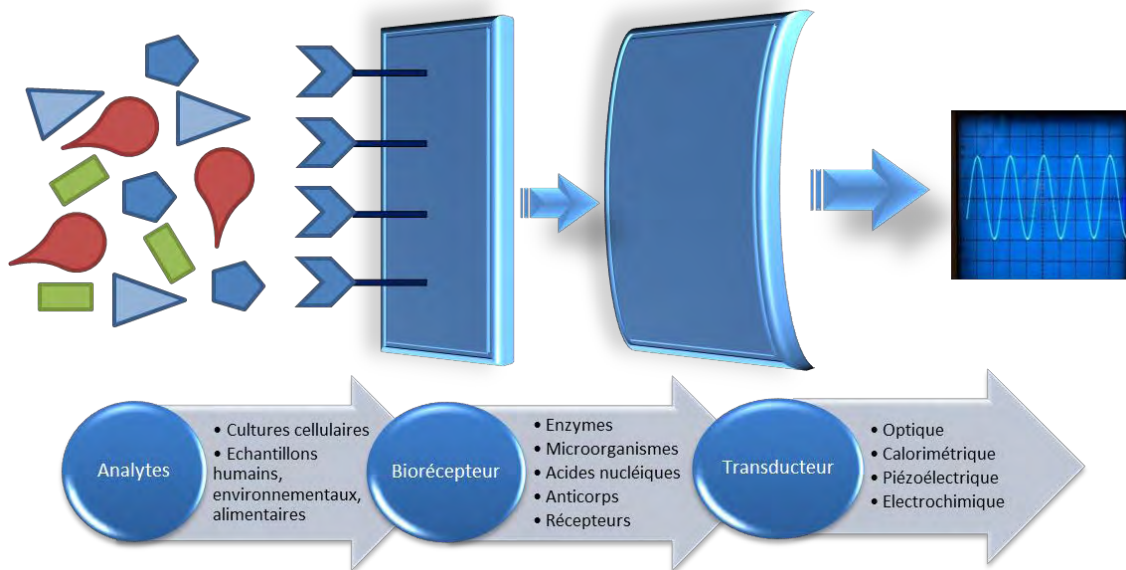 Analytes
• Cultures cellulaires
• Echantillons
humains,
environnementaux,
alimentaires
Biorécepteur
• Enzymes
• Microorganismes
• Acides nucléiques
• Anticorps
• Récepteurs
Transducteur
• Optique
• Calorimétrique
• Piézoélectrique
• Electrochimique